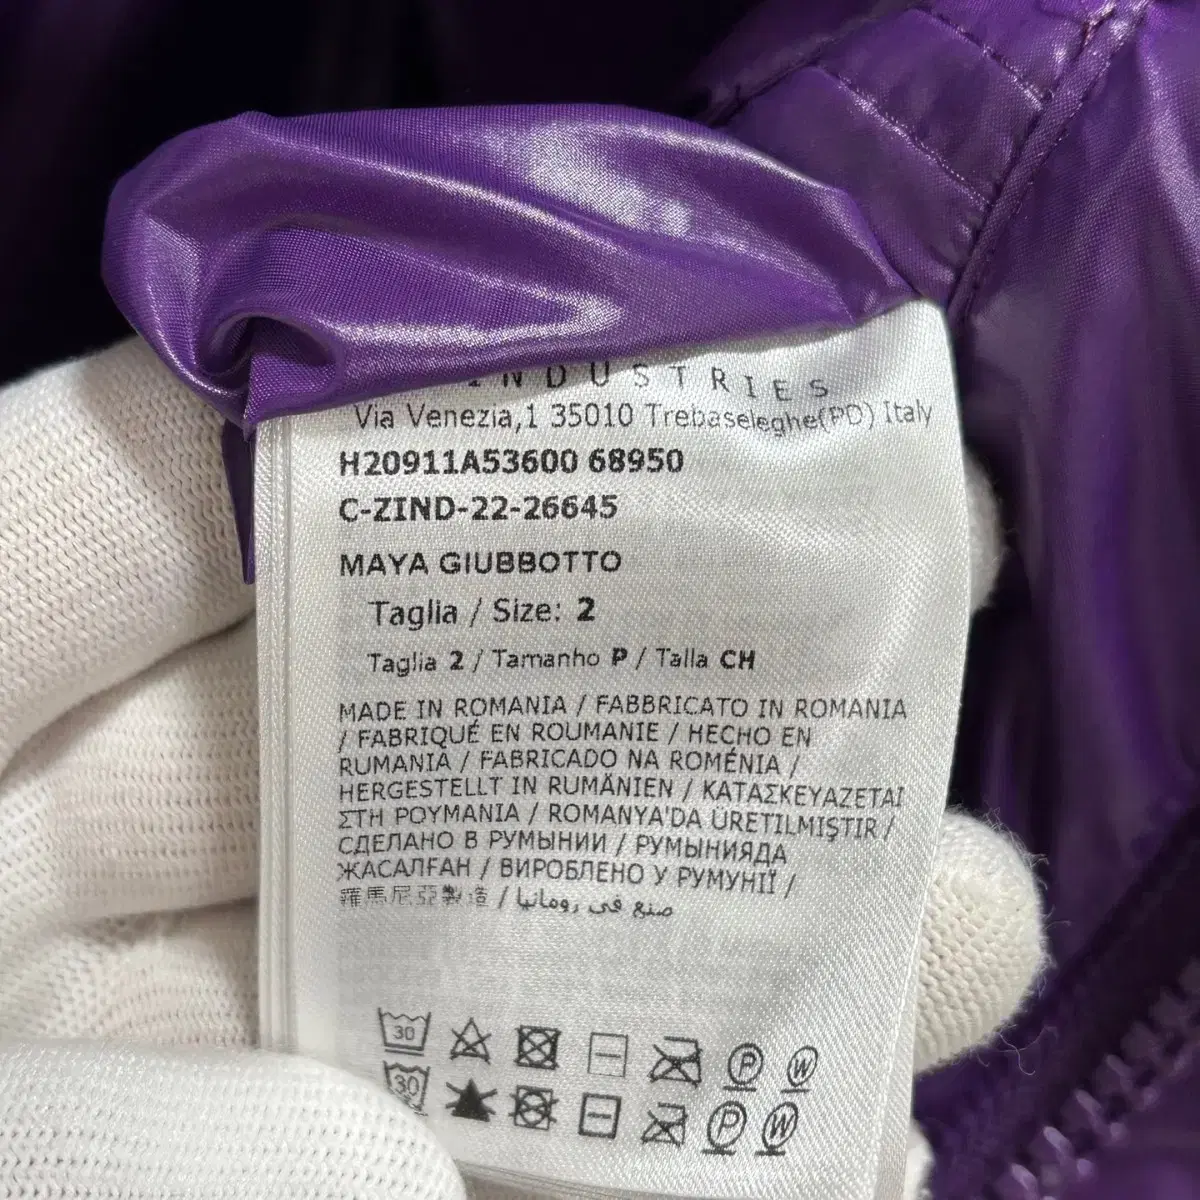 INDUSTRIES
Via Venezia,1 35010 Trebaseleghe(PD) Italy
H20911A53600 68950
C-ZIND-22-26645
MAYA GIUBBOTTO
Taglia / Size: 2
Taglia 2 / Tamanho P / Talla CH
MADE IN ROMANIA / FABBRICATO IN ROMANIA
/ FABRIQUÉ EN ROUMANIE / HECHO EN
RUMANIA / FABRICADO NA ROMÉNIA /
HERGESTELLT IN RUMÄNIEN / ΚΑΤΑΣΚΕΥΑΖΕΤΑΙ
ΣΤΗ ΡΟΥΜΑΝΙΑ / ROMANYA'DA ÜRETILMIŞTIR /
СДЕЛАНО В РУМЫНИИ / РУМЫНИЯДА
ЖАСАЛҒАН / ВИРОБЛЕНО У РУМУНІЇ /
羅馬尼亞製造 / صنع في رومانيا
30 P W
30 P W